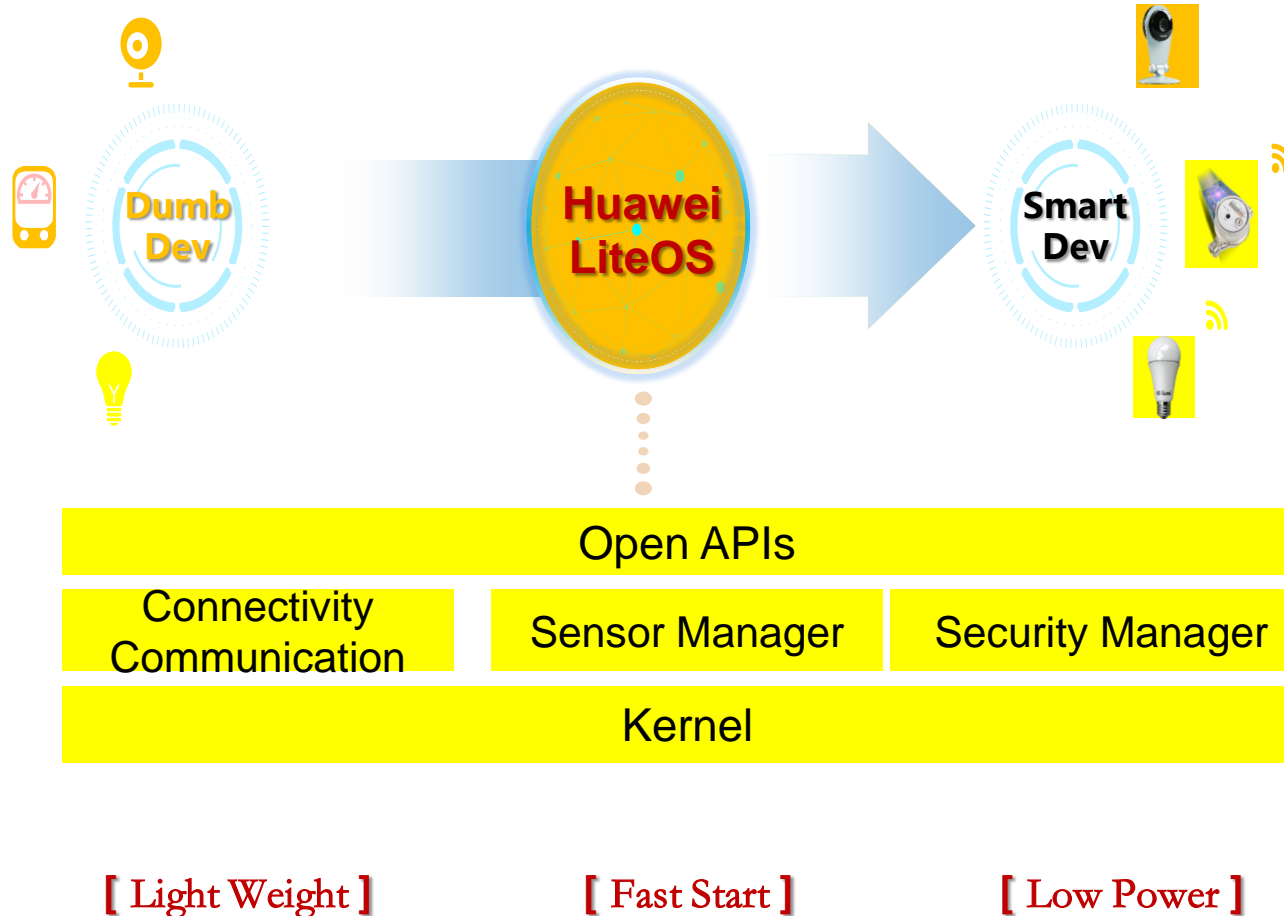 Dumb
Dev
Huawei
LiteOS
Smart
Dev
Open APIs
Connectivity
Communication
Sensor Manager
Security Manager
Kernel
[ Light Weight ]
[ Fast Start ]
[ Low Power ]